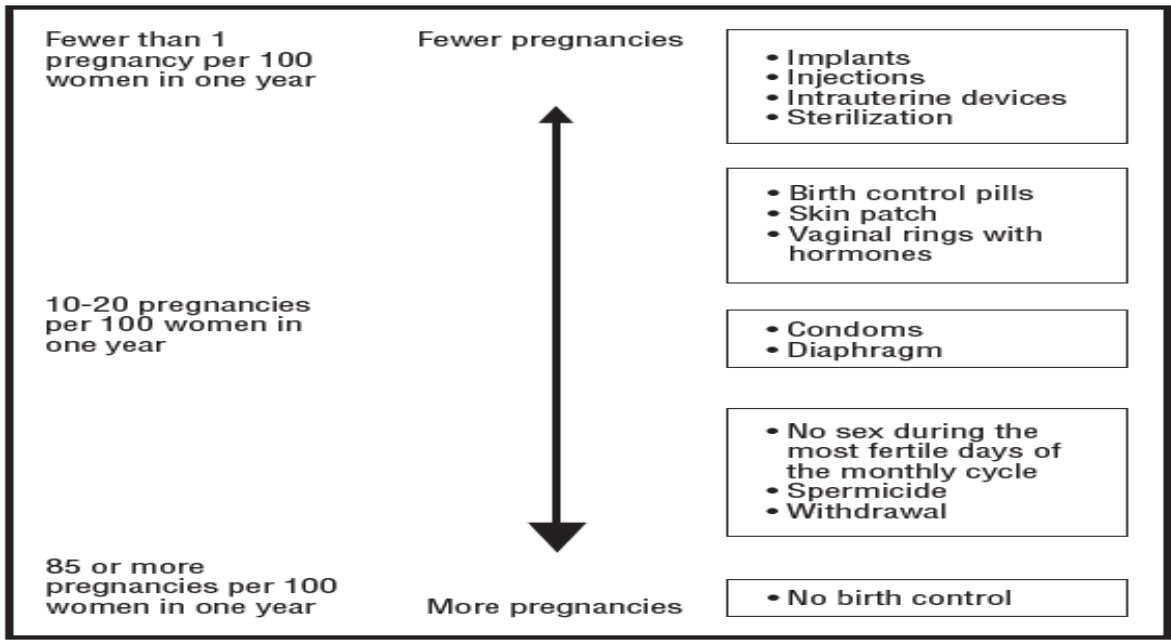 Fewer than 1
pregnancy per 100
women in one year
Fewer pregnancies
• Implants
• Injections
• Intrauterine devices
• Sterilization
• Birth control pills
• Skin patch
• Vaginal rings with
hormones
10-20 pregnancies
per 100 women in
one year
• Condoms
• Diaphragm
• No sex during the
most fertile days of
the monthly cycle
• Spermicide
• Withdrawal
85 or more
pregnancies per 100
women in one year
More pregnancies
• No birth control